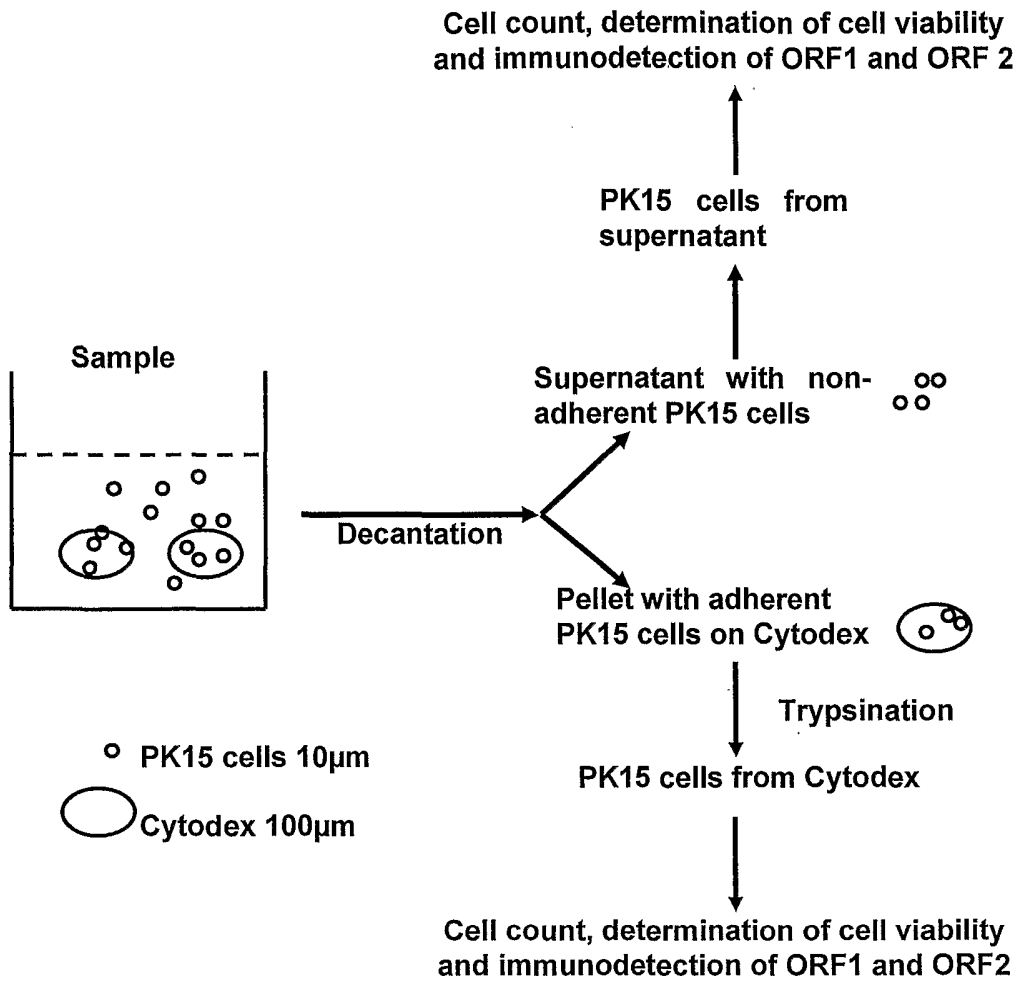 Cell count, determination of cell viability
and immunodetection of ORF1 and ORF 2
PK15 cells from
supernatant
Sample
Supernatant with non-
adherent PK15 cells
Decantation
Pellet with adherent
PK15 cells on Cytodex
Trypsination
PK15 cells 10µm
PK15 cells from Cytodex
Cytodex 100µm
Cell count, determination of cell viability
and immunodetection of ORF1 and ORF2